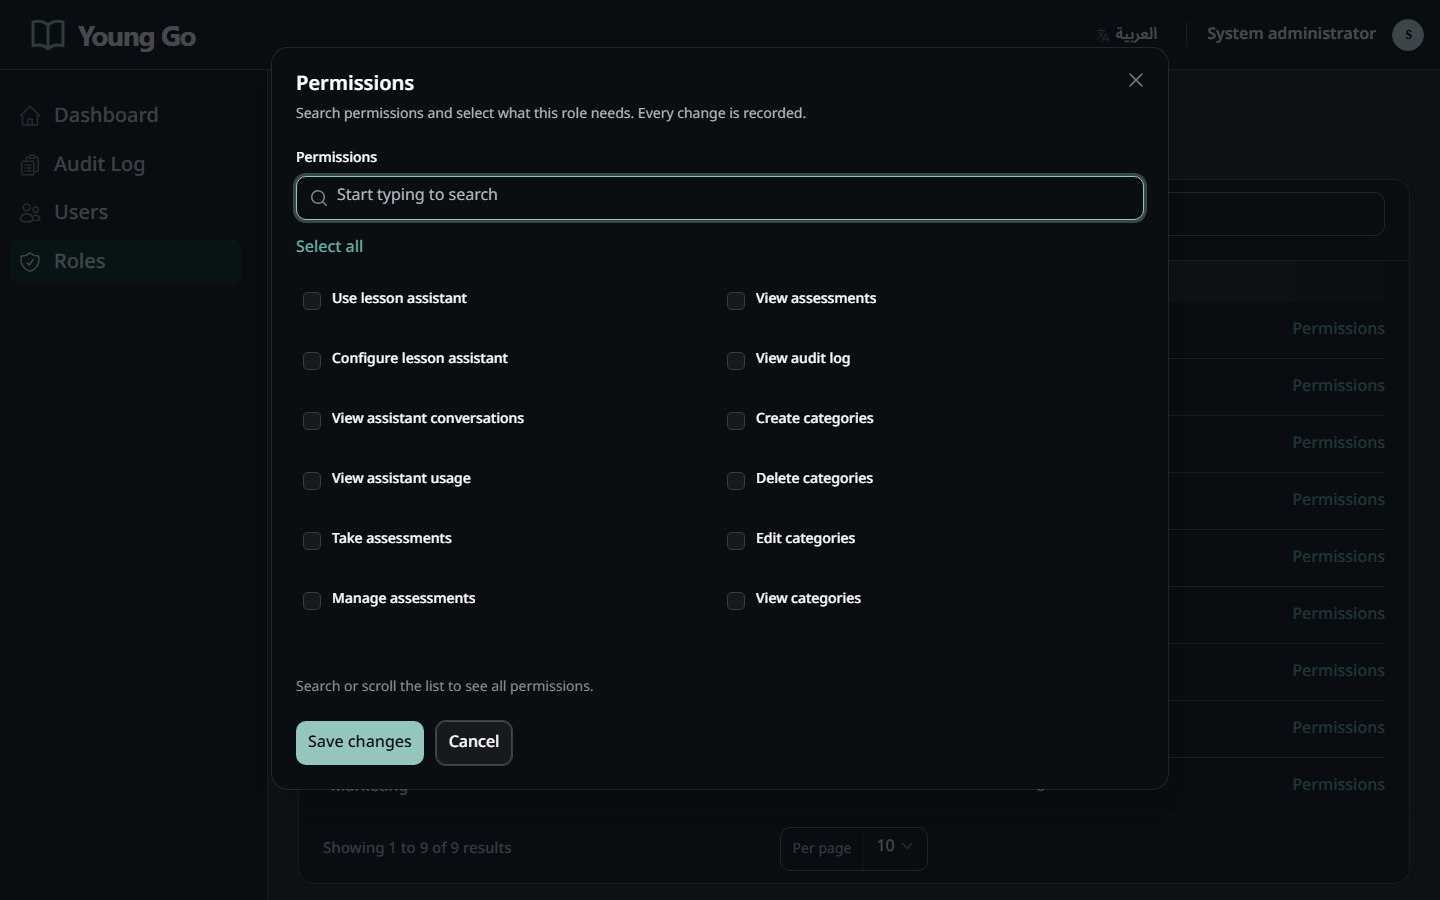 Young Go
العربية
System administrator
S
Dashboard
Audit Log
Users
Roles
Permissions
Search permissions and select what this role needs. Every change is recorded.
Permissions
Start typing to search
Select all
Use lesson assistant
View assessments
Configure lesson assistant
View audit log
View assistant conversations
Create categories
View assistant usage
Delete categories
Take assessments
Edit categories
Manage assessments
View categories
Search or scroll the list to see all permissions.
Save changes
Cancel
Permissions
Permissions
Permissions
Permissions
Permissions
Permissions
Permissions
Permissions
Marketing
Permissions
Showing 1 to 9 of 9 results
Per page
10